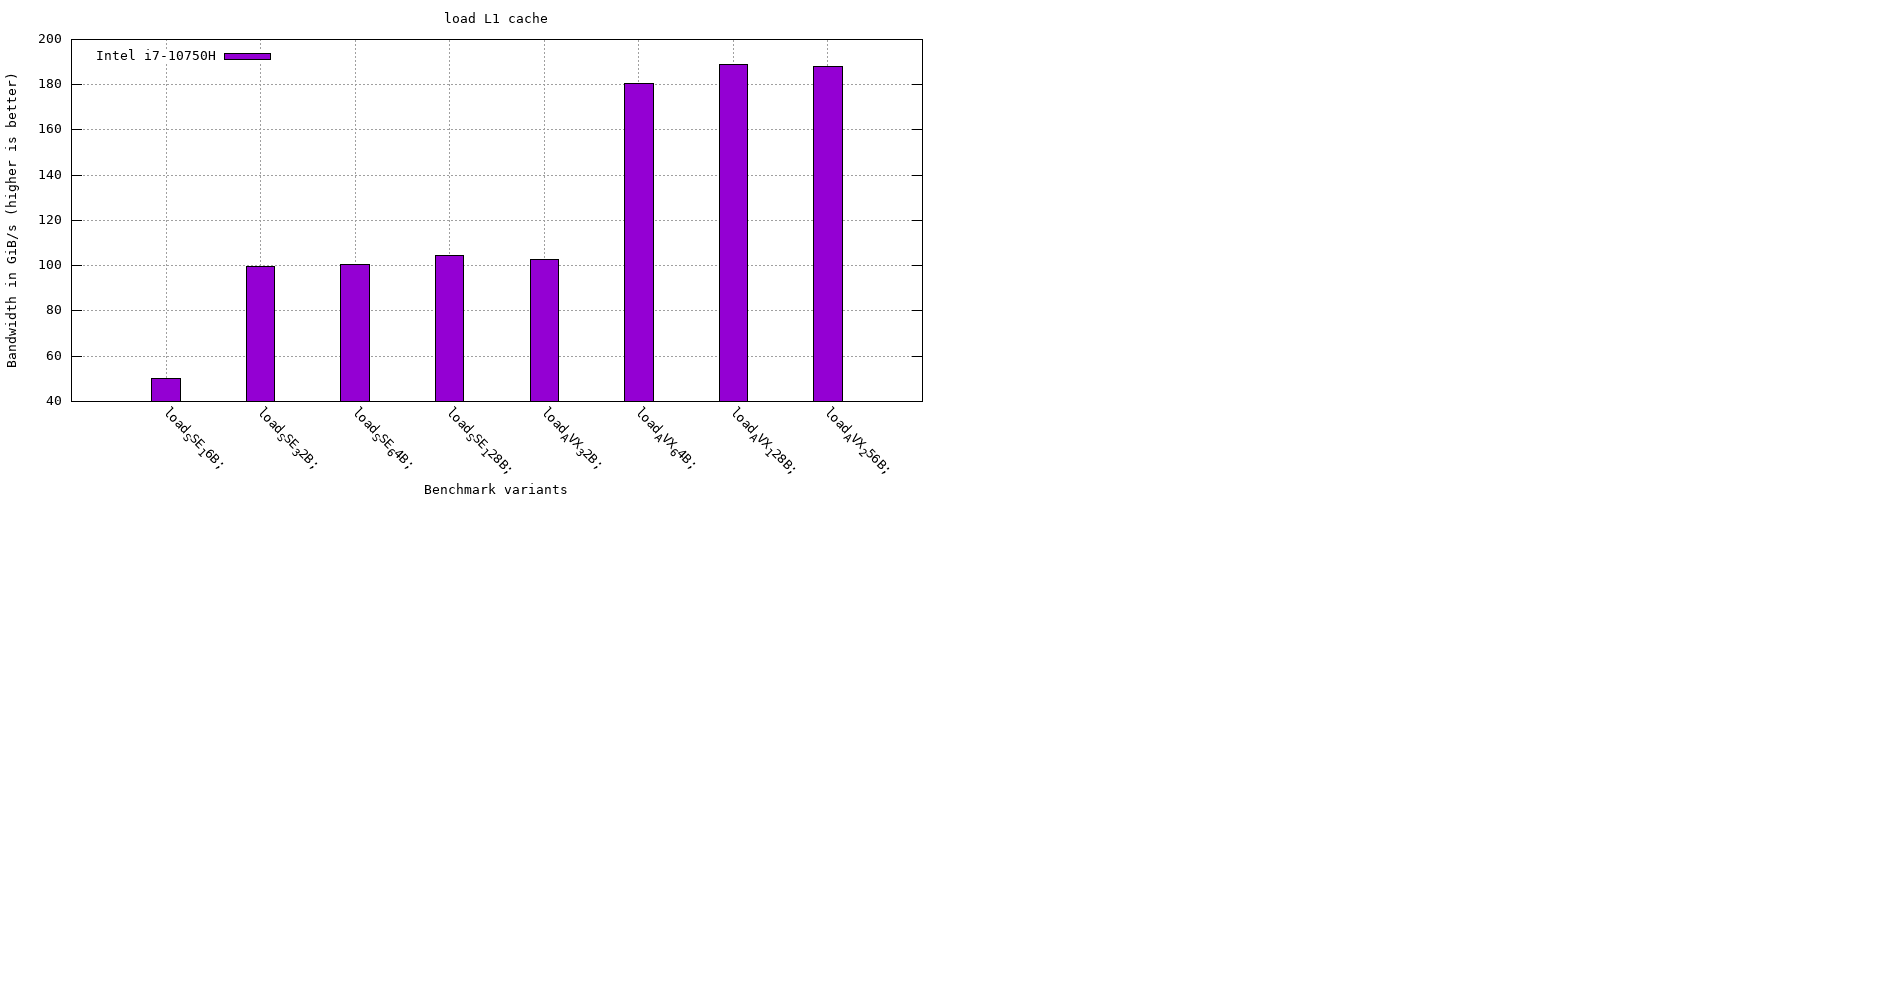 load L1 cache
Intel i7-10750H
Bandwidth in GiB/s (higher is better)
200
180
160
140
120
100
80
60
40
load_SSE_16B;
load_SSE_32B;
load_SSE_64B;
load_SSE_128B;
load_AVX_32B;
load_AVX_64B;
load_AVX_128B;
load_AVX_256B;
Benchmark variants